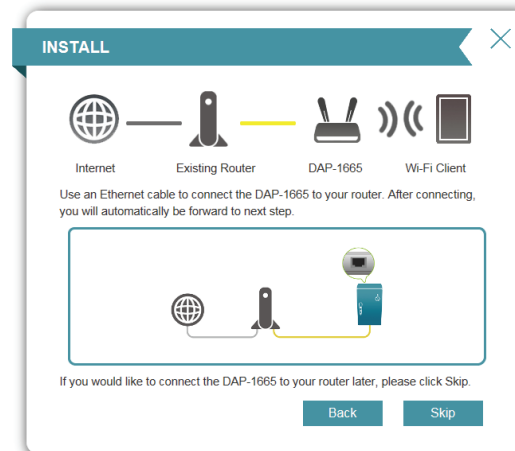 INSTALL
Internet Existing Router DAP-1665 Wi-Fi Client
Use an Ethernet cable to connect the DAP-1665 to your router. After connecting,
you will automatically be forward to next step.
If you would like to connect the DAP-1665 to your router later, please click Skip.
Back Skip